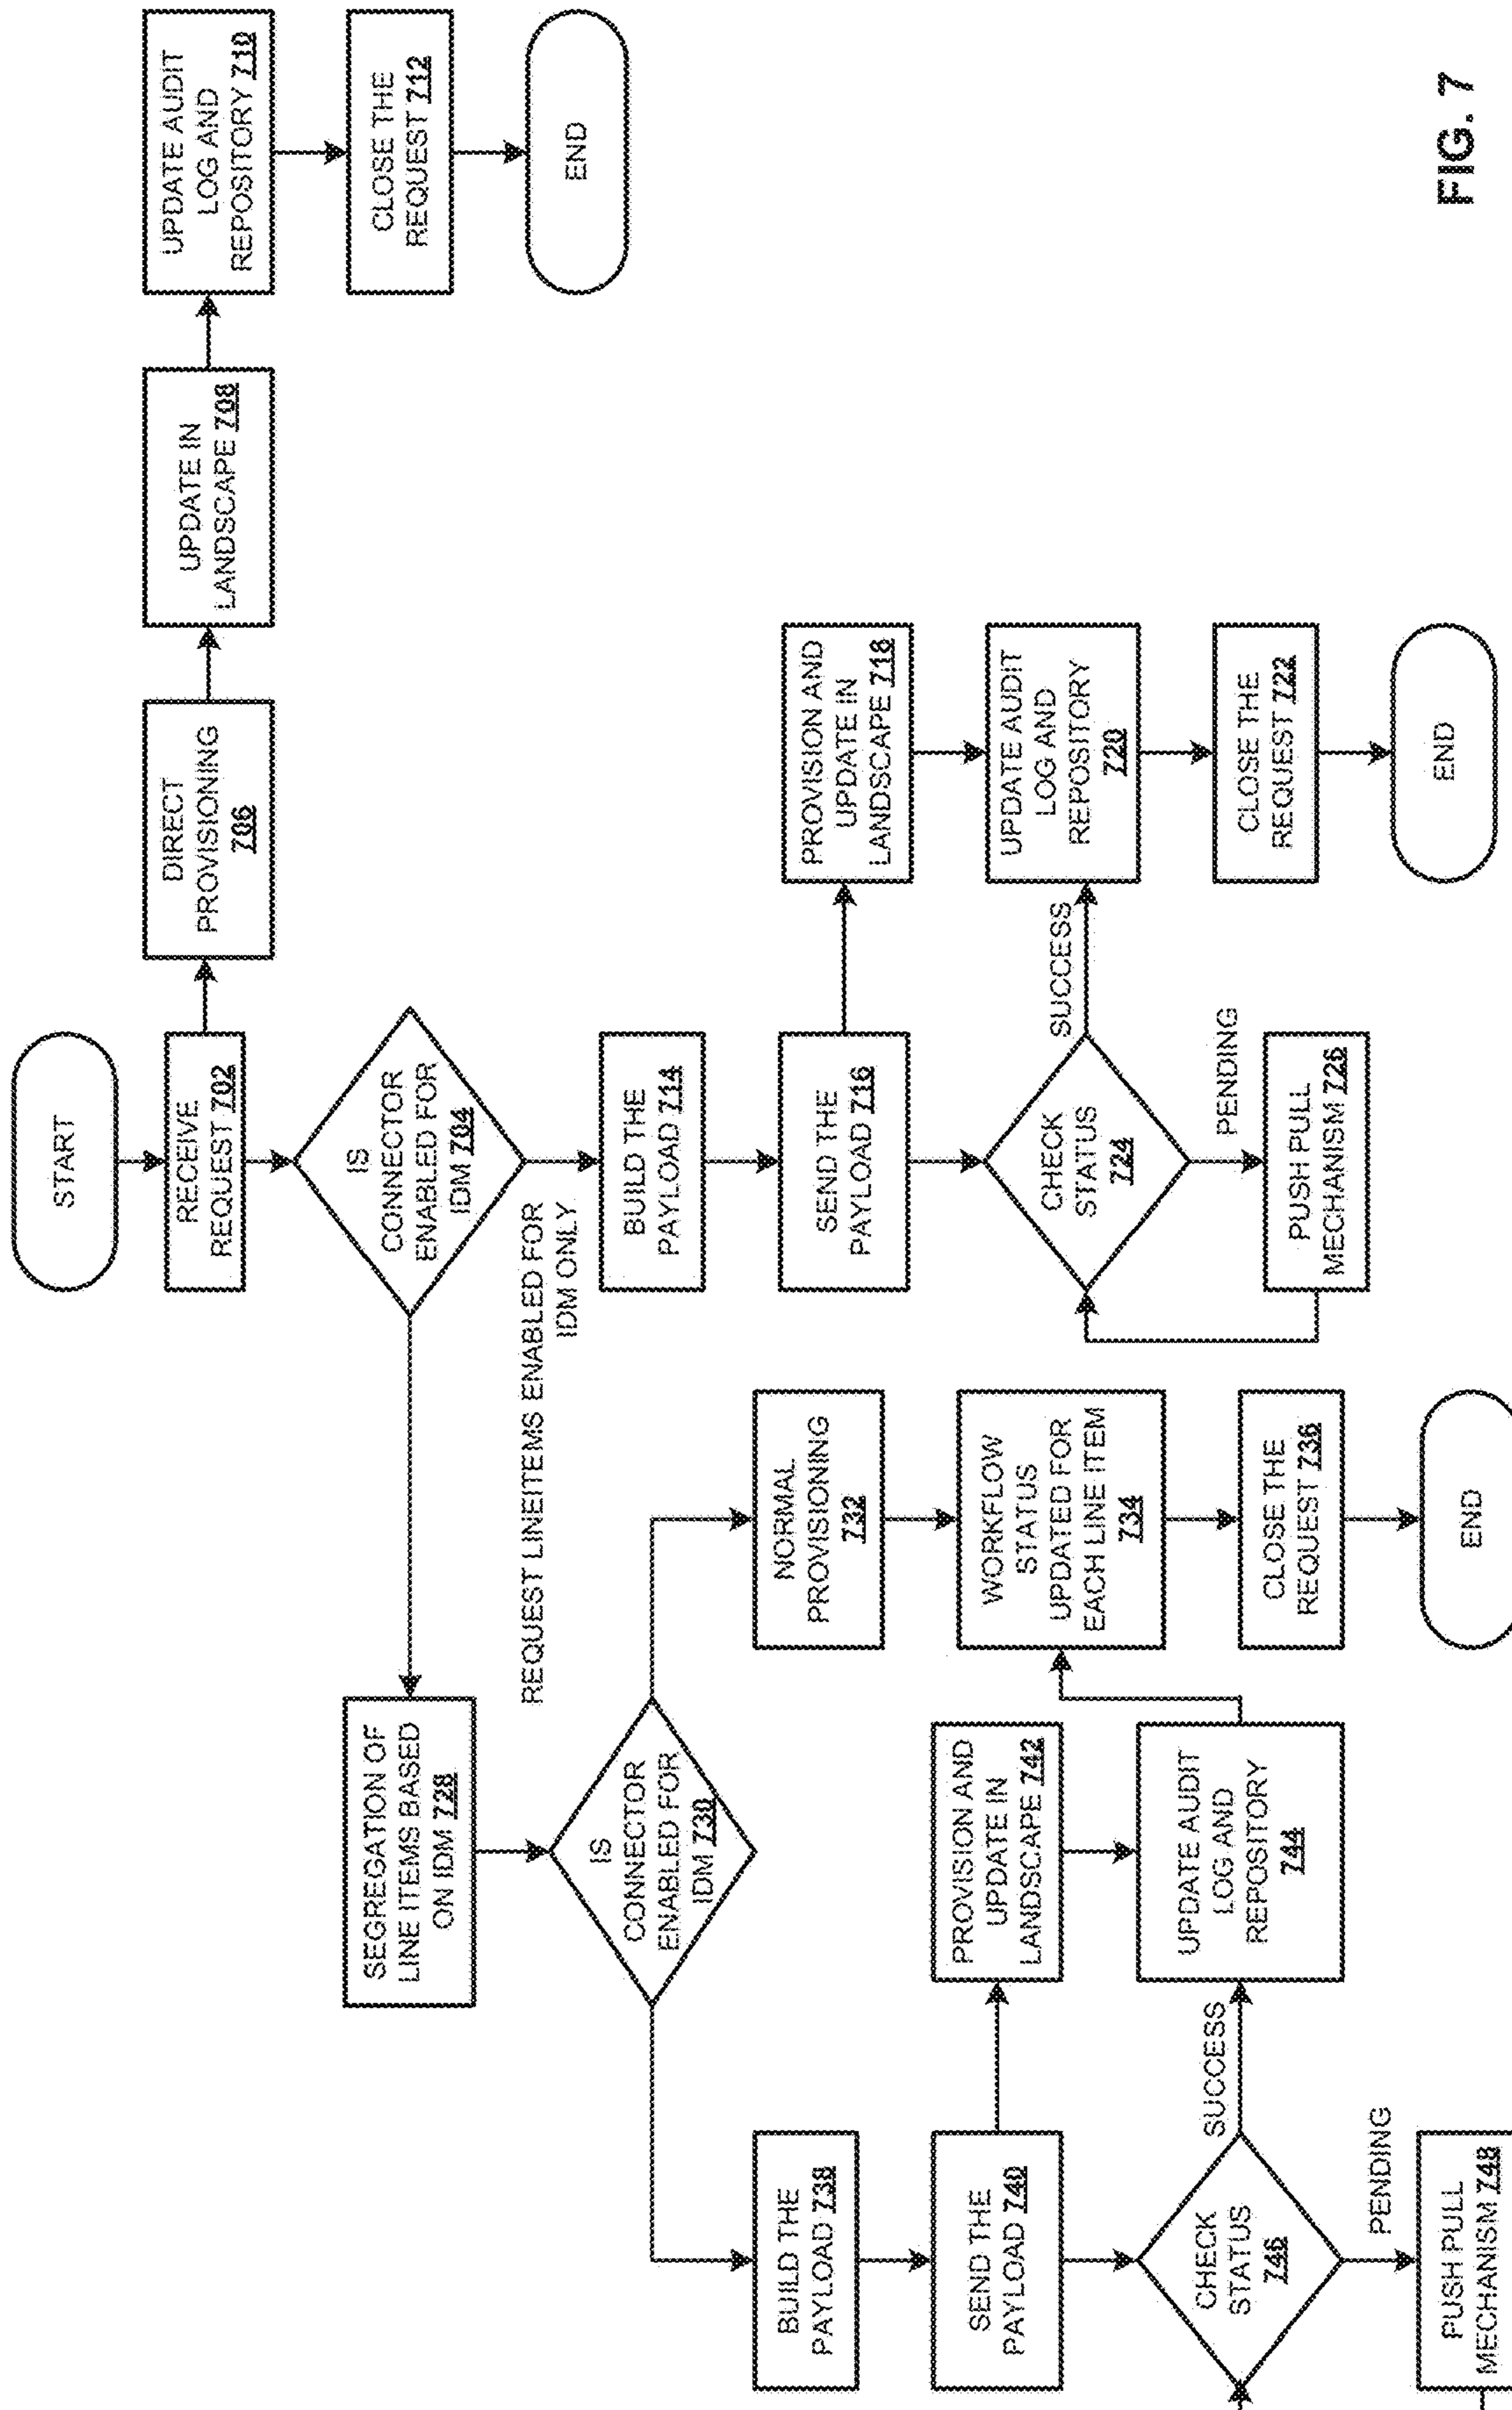 START
RECEIVE
REQUEST 702
DIRECT
PROVISIONING
706
UPDATE IN
LANDSCAPE 708
UPDATE AUDIT
LOG AND
REPOSITORY 710
CLOSE THE
REQUEST 712
END
IS
CONNECTOR
ENABLED FOR
IDM 704
REQUEST LINEITEMS ENABLED FOR
IDM ONLY
BUILD THE
PAYLOAD 714
SEND THE
PAYLOAD 716
PROVISION AND
UPDATE IN
LANDSCAPE 718
CHECK
STATUS
724
SUCCESS
UPDATE AUDIT
LOG AND
REPOSITORY
720
CLOSE THE
REQUEST 722
END
PENDING
PUSH PULL
MECHANISM 726
SEGREGATION OF
LINE ITEMS BASED
ON IDM 728
IS
CONNECTOR
ENABLED FOR
IDM 730
NORMAL
PROVISIONING
732
WORKFLOW
STATUS
UPDATED FOR
EACH LINE ITEM
734
CLOSE THE
REQUEST 736
END
BUILD THE
PAYLOAD 738
SEND THE
PAYLOAD 740
PROVISION AND
UPDATE IN
LANDSCAPE 742
UPDATE AUDIT
LOG AND
REPOSITORY
744
CHECK
STATUS
746
SUCCESS
PENDING
PUSH PULL
MECHANISM 748
FIG. 7